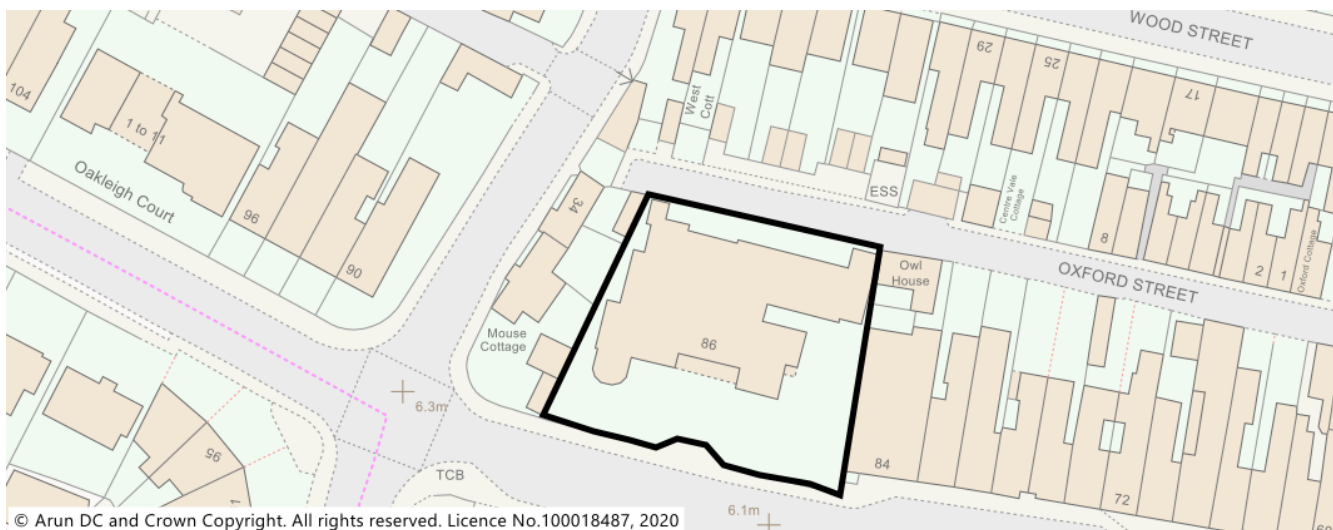 WOOD STREET
29
25
17
104
1 to 11
West
Cott
Oakleigh Court
ESS
Centre Vale
Cottage
8
34
96
90
Owl
House
OXFORD STREET
2
1
Oxford Cottage
Mouse
Cottage
86
6.3m
95
TCB
84
72
6.1m
© Arun DC and Crown Copyright. All rights reserved. Licence No.100018487, 2020